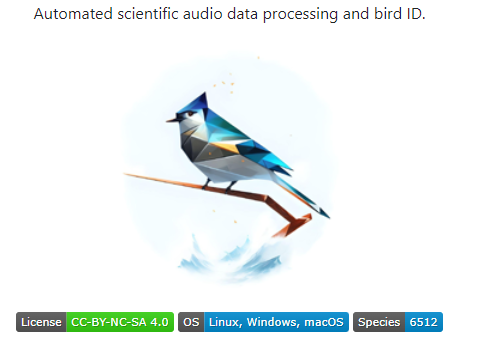 Automated scientific audio data processing and bird ID.
License CC-BY-NC-SA 4.0 OS Linux, Windows, macOS Species 6512